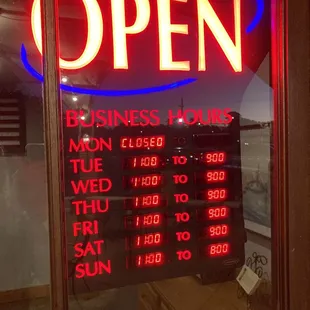 OPEN
BUSINESS HOURS
MON CLOSED
TUE 11:00 TO 9:00
WED 11:00 TO 9:00
THU 11:00 TO 9:00
FRI 11:00 TO 9:00
SAT 11:00 TO 9:00
SUN 11:00 TO 8:00